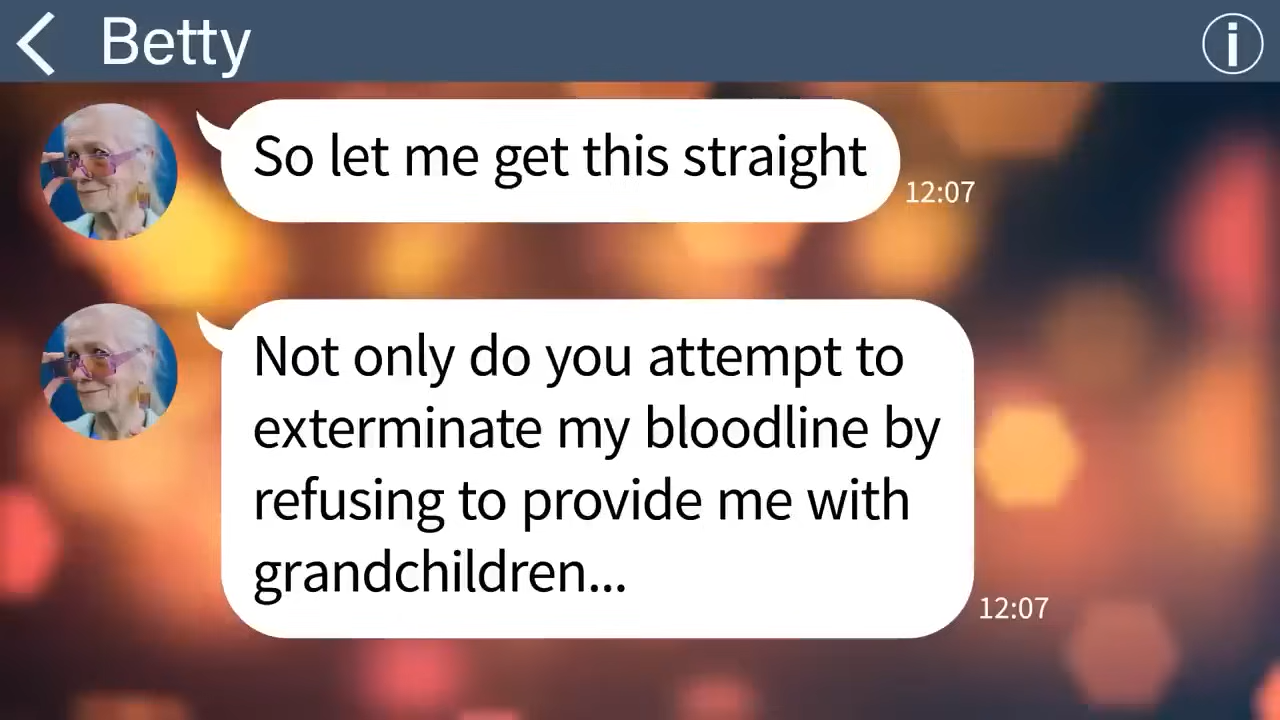 Betty
So let me get this straight
12:07
Not only do you attempt to
exterminate my bloodline by
refusing to provide me with
grandchildren...
12:07